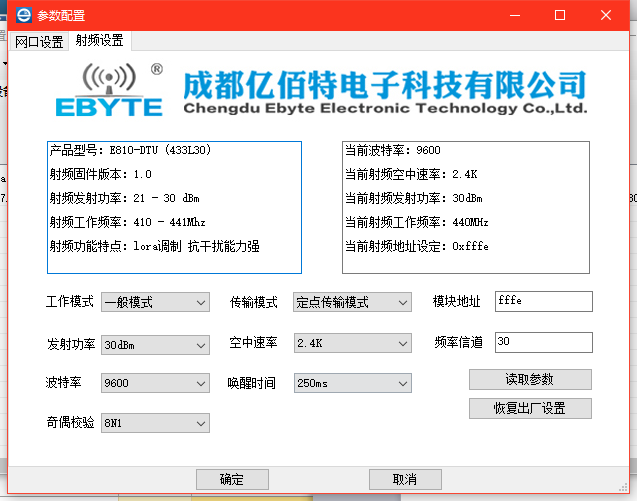 参数配置
网口设置 射频设置
EBYTE ®
成都亿佰特电子科技有限公司
Chengdu Ebyte Electronic Technology Co.,Ltd.
产品型号: E810-DTU (433L30)
射频固件版本: 1.0
射频发射功率: 21 - 30 dBm
射频工作频率: 410 - 441Mhz
射频功能特点: lora调制 抗干扰能力强
当前波特率: 9600
当前射频空中速率: 2.4K
当前射频发射功率: 30dBm
当前射频工作频率: 440MHz
当前射频地址设定: 0xfffe
工作模式 一般模式 传输模式 定点传输模式 模块地址 fffe
发射功率 30dBm 空中速率 2.4K 频率信道 30
波特率 9600 唤醒时间 250ms 读取参数
恢复出厂设置
奇偶校验 8N1
确定 取消